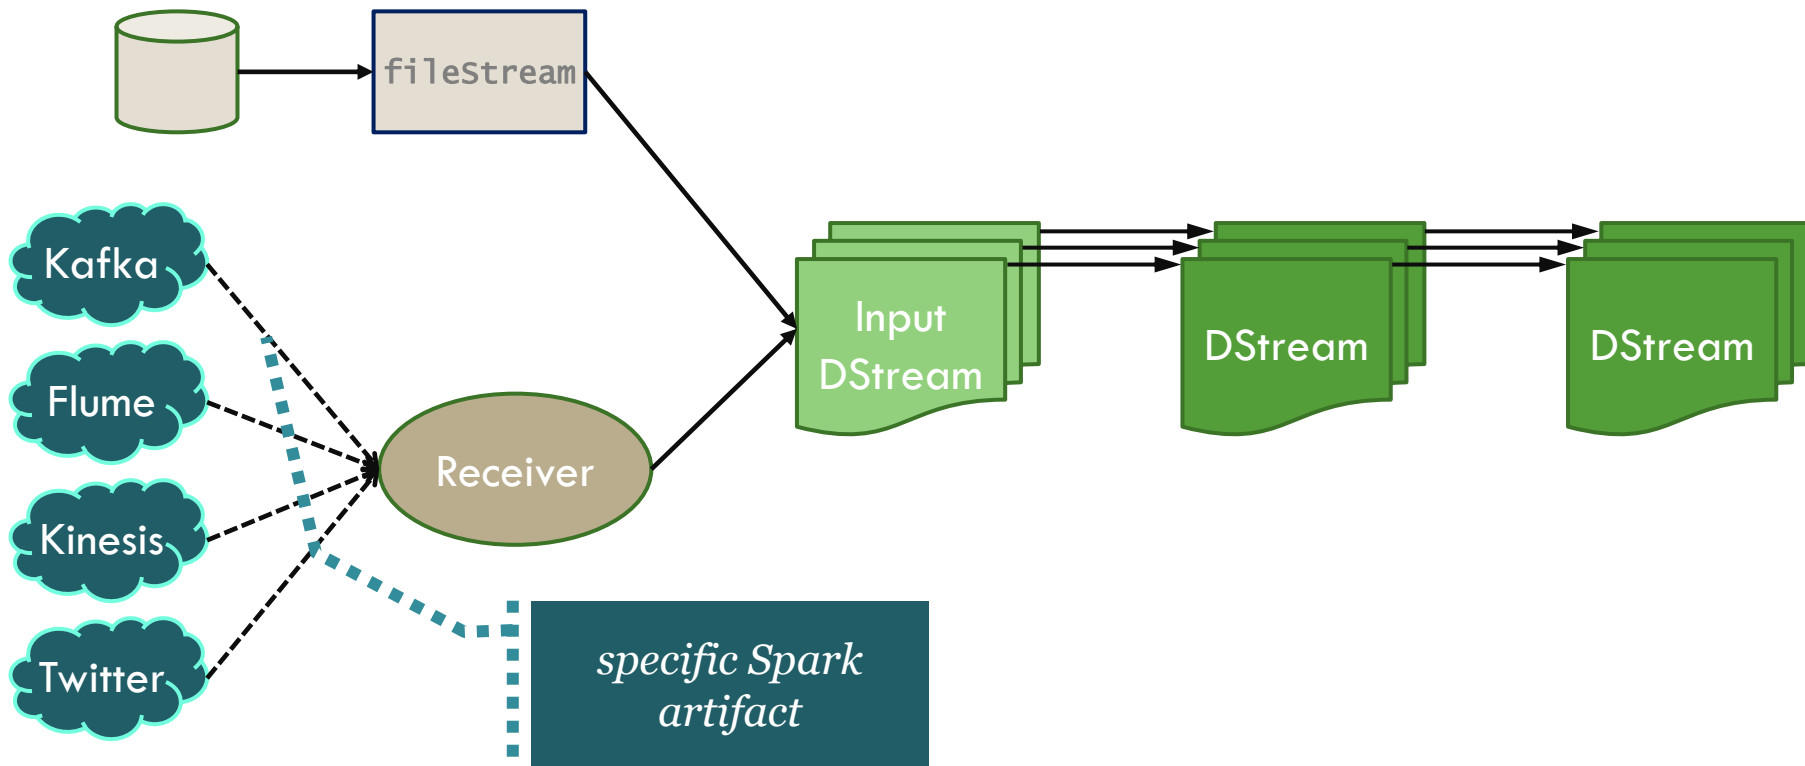 fileStream
Kafka
Flume
Kinesis
Twitter
Receiver
Input
DStream
DStream
DStream
specific Spark
artifact